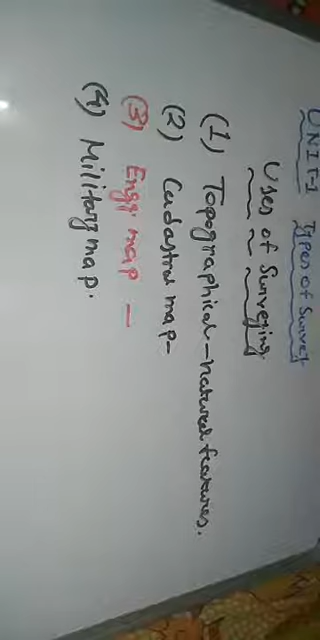 UNIT-1 Types of Survey
Uses of Surveying
(1) Topographical - natural features.
(2) Cadastral map -
(3) Engg map -
(4) Military map.